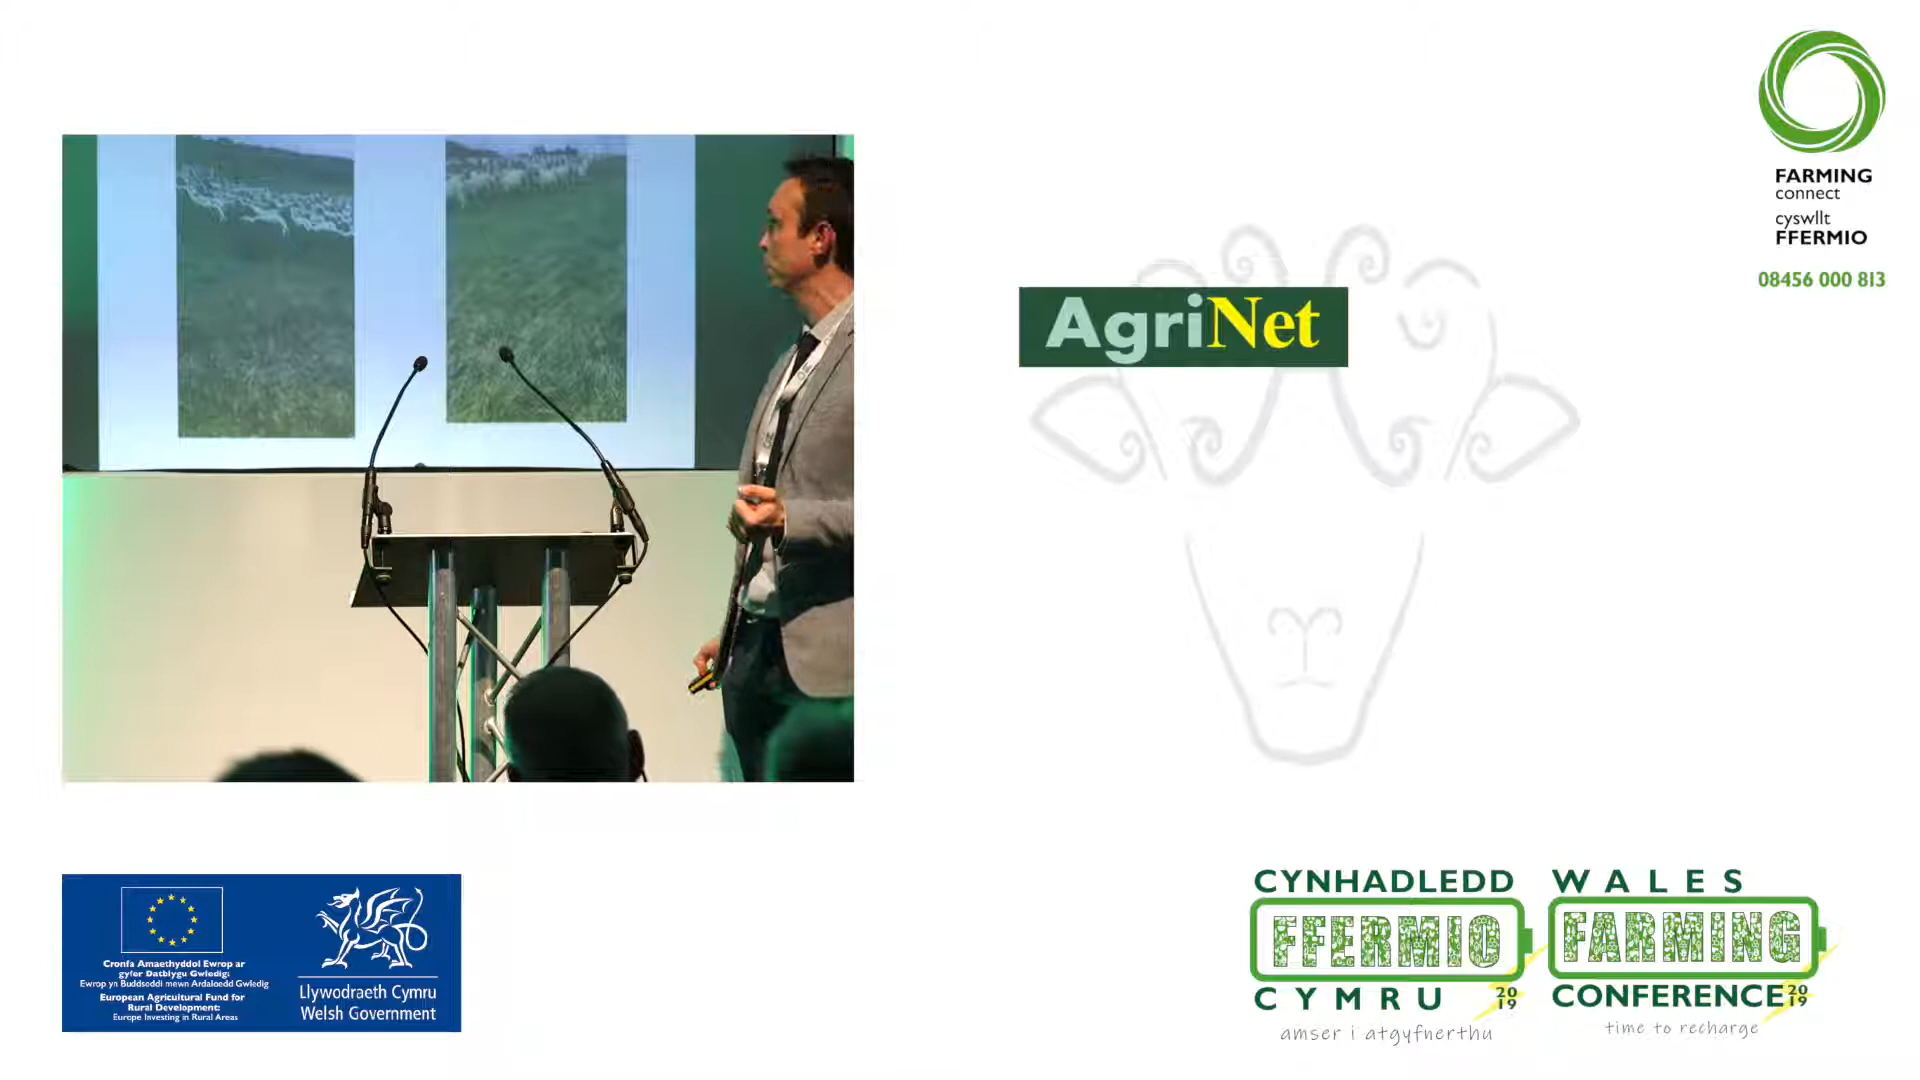 FARMING
connect
cyswllt
FFERMIO
08456 000 813
AgriNet
Cronfa Amaethyddol Ewrop ar
gyfer Datblygu Gwledig:
Ewrop yn Buddsoddi mewn Ardaloedd Gwledig
European Agricultural Fund for
Rural Development:
Europe Investing in Rural Areas
Llywodraeth Cymru
Welsh Government
CYNHADLEDD
FFERMIO
CYMRU 2019
amser i atgyfnerthu
WALES
FARMING
CONFERENCE 2019
time to recharge